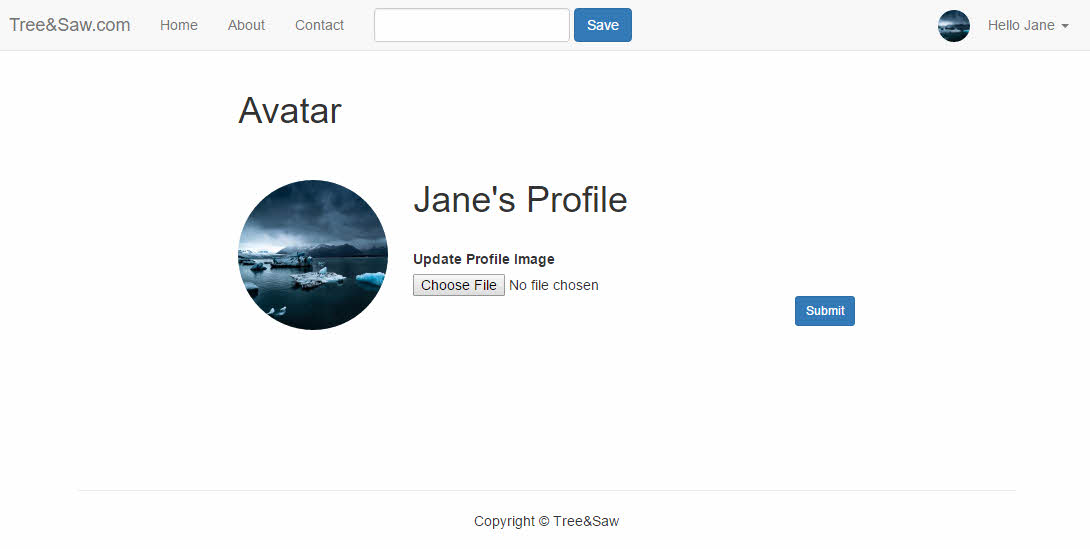 Tree&Saw.com Home About Contact Save Hello Jane
Avatar
Jane's Profile
Update Profile Image
Choose File No file chosen
Submit
Copyright © Tree&Saw